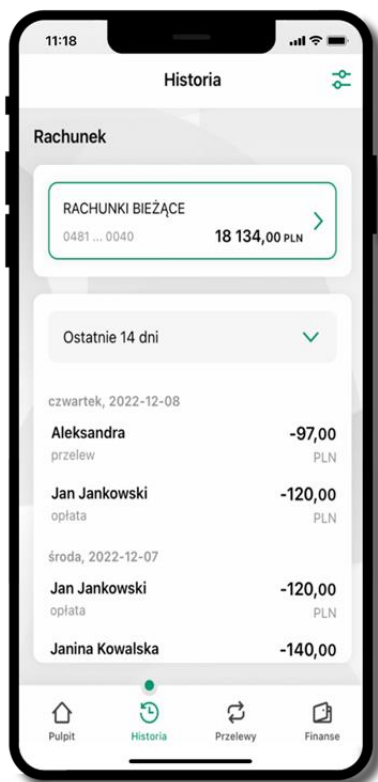 11:18
Historia
Rachunek
RACHUNKI BIEŻĄCE
0481 ... 0040 18 134,00 PLN
Ostatnie 14 dni
czwartek, 2022-12-08
Aleksandra -97,00
przelew PLN
Jan Jankowski -120,00
opłata PLN
środa, 2022-12-07
Jan Jankowski -120,00
opłata PLN
Janina Kowalska -140,00
Pulpit Historia Przelewy Finanse